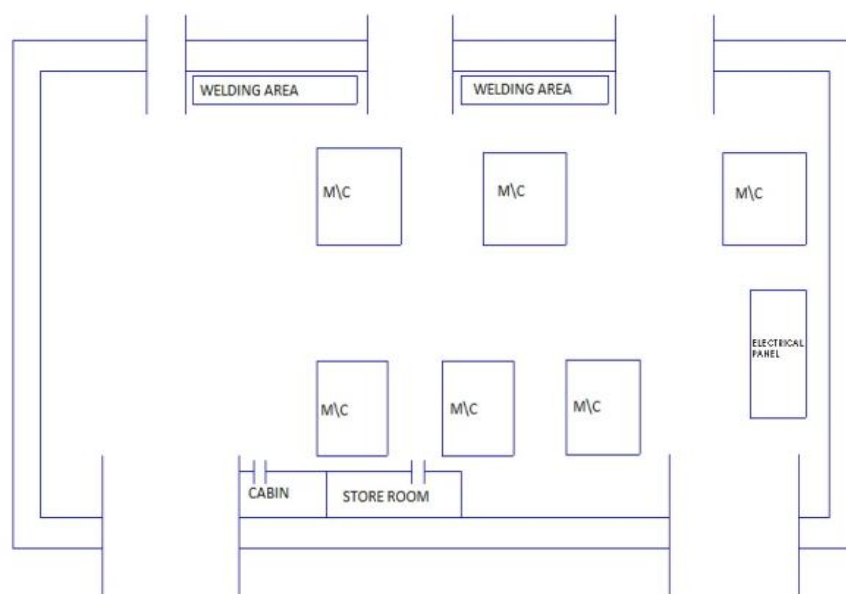 WELDING AREA
WELDING AREA
M\C
M\C
M\C
ELECTRICAL
PANEL
M\C
M\C
M\C
CABIN
STORE ROOM